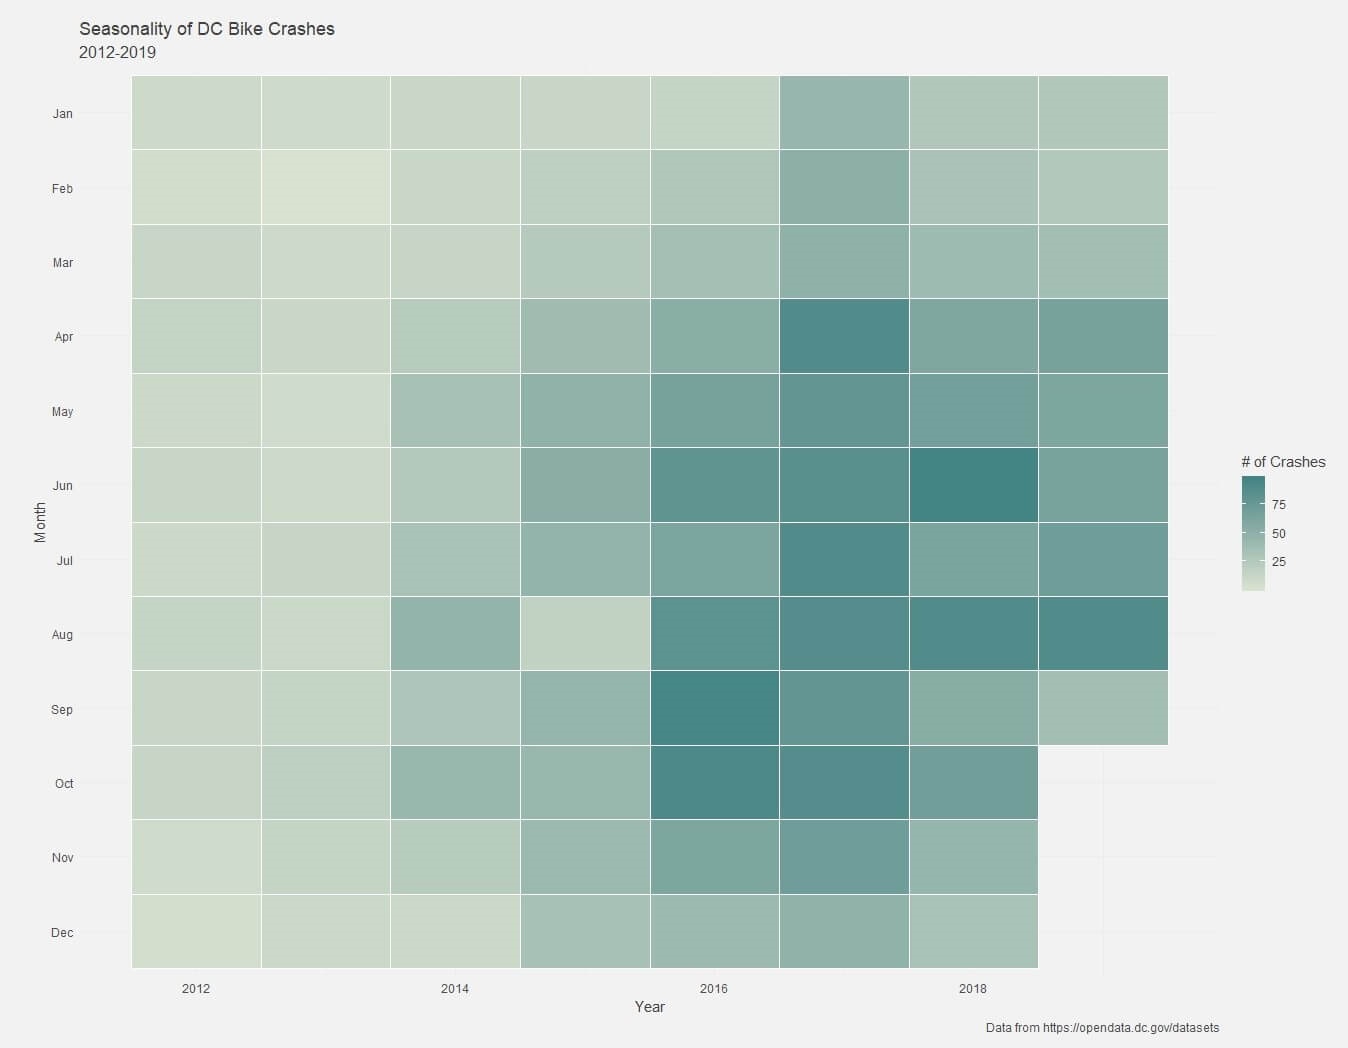 Seasonality of DC Bike Crashes
2012-2019
Month
Jan
Feb
Mar
Apr
May
Jun
Jul
Aug
Sep
Oct
Nov
Dec
2012
2014
2016
2018
Year
# of Crashes
75
50
25
Data from https://opendata.dc.gov/datasets